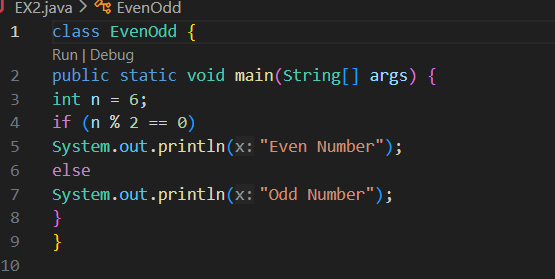 EX2.java > EvenOdd
1 class EvenOdd {
Run | Debug
2 public static void main(String[] args) {
3 int n = 6;
4 if (n % 2 == 0)
5 System.out.println(x: "Even Number");
6 else
7 System.out.println(x: "Odd Number");
8 }
9 }
10